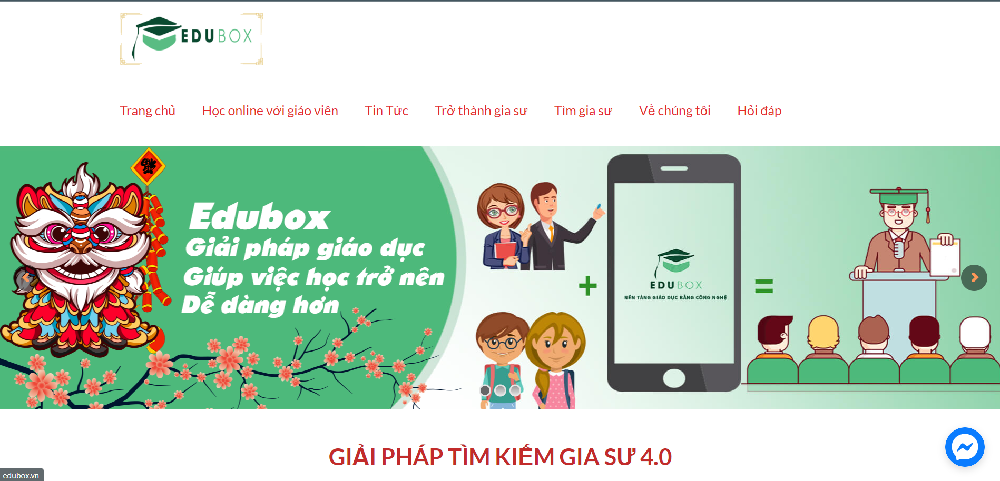 EDUBOX
Trang chủ
Học online với giáo viên
Tin Tức
Trở thành gia sư
Tìm gia sư
Về chúng tôi
Hỏi đáp
Edubox
Giải pháp giáo dục
Giúp việc học trở nên
Dễ dàng hơn
+
EDUBOX
NỀN TẢNG GIÁO DỤC BẰNG CÔNG NGHỆ
=
GIẢI PHÁP TÌM KIẾM GIA SƯ 4.0
edubox.vn